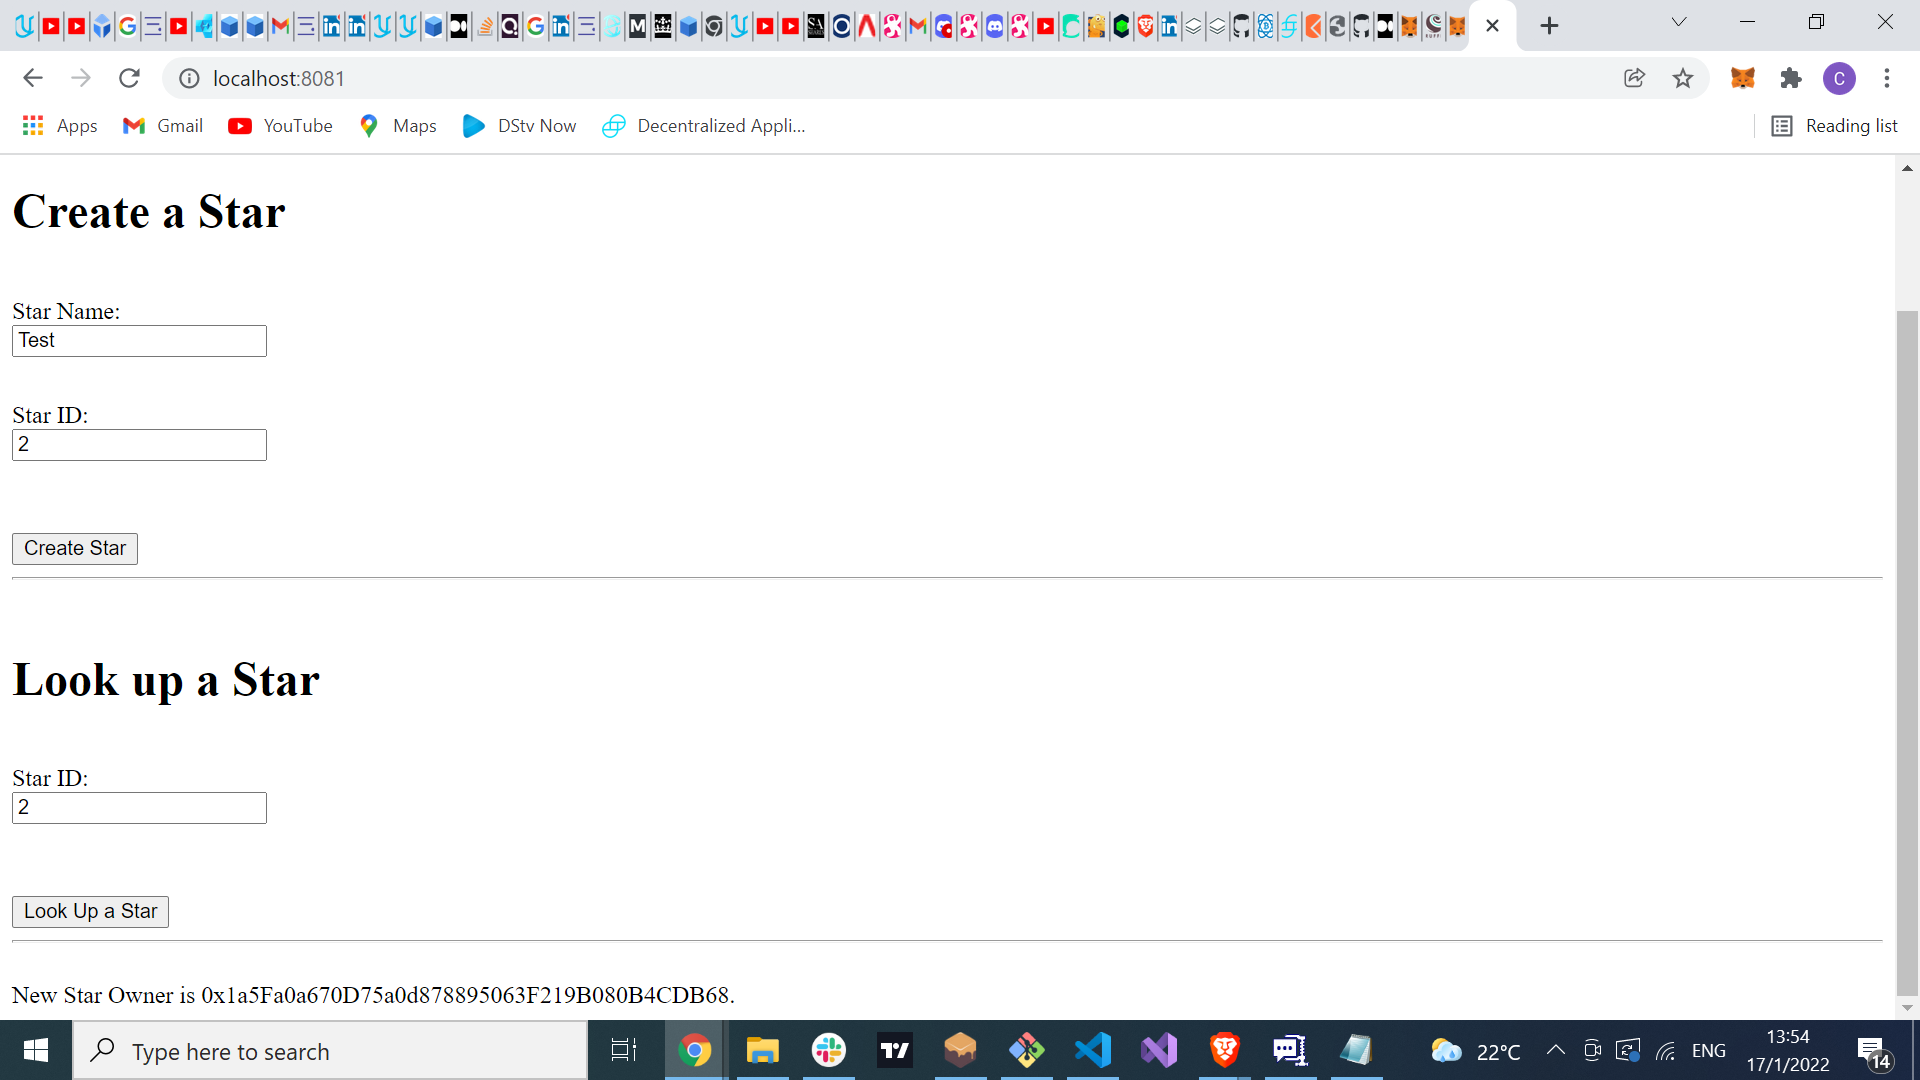 localhost:8081
Apps Gmail YouTube Maps DStv Now Decentralized Appli... Reading list
Create a Star
Star Name:
Test
Star ID:
2
Create Star
Look up a Star
Star ID:
2
Look Up a Star
New Star Owner is 0x1a5Fa0a670D75a0d878895063F219B080B4CDB68.
Type here to search
22°C
ENG
13:54
17/1/2022
14